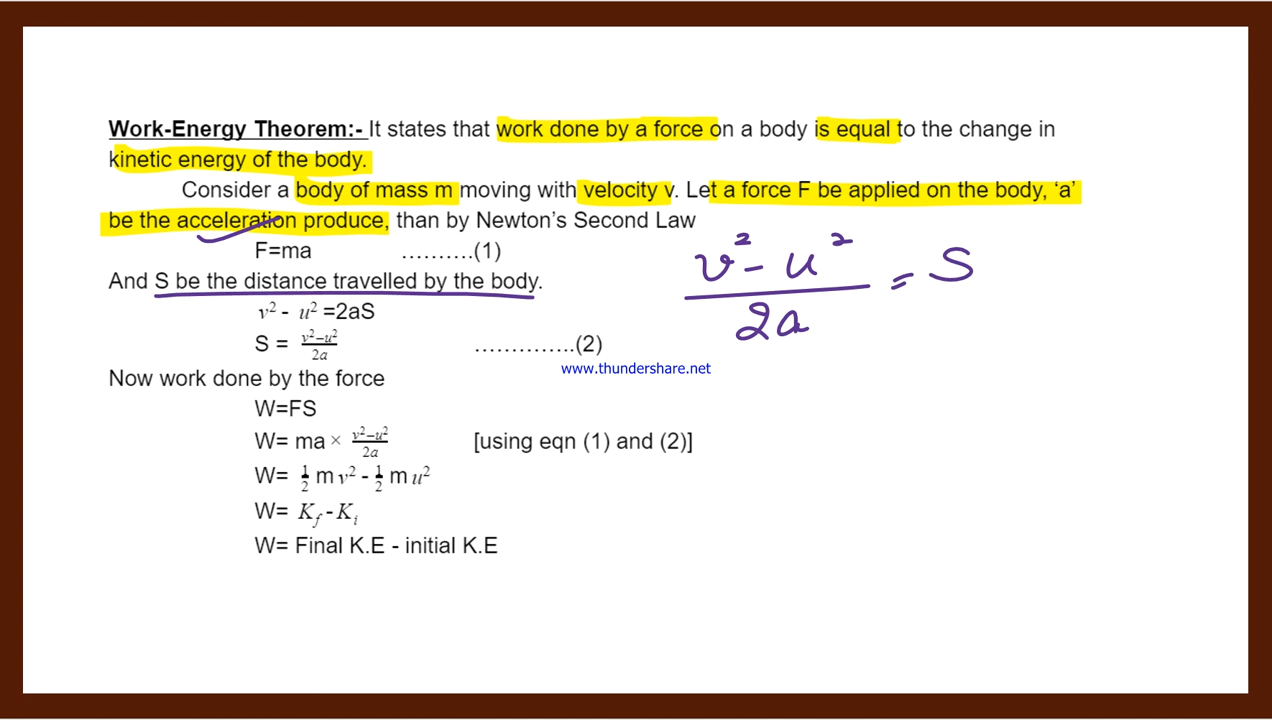 Work-Energy Theorem:- It states that work done by a force on a body is equal to the change in
kinetic energy of the body.
Consider a body of mass m moving with velocity v. Let a force F be applied on the body, ‘a’
be the acceleration produce, than by Newton’s Second Law
F=ma ……….(1)
And S be the distance travelled by the body.
v² - u² =2aS
S = (v²–u²)/2a …………..(2)
v² - u² / 2a = S
www.thundershare.net
Now work done by the force
W=FS
W= ma × (v²–u²)/2a [using eqn (1) and (2)]
W= ½ m v² - ½ m u²
W= K_f - K_i
W= Final K.E - initial K.E